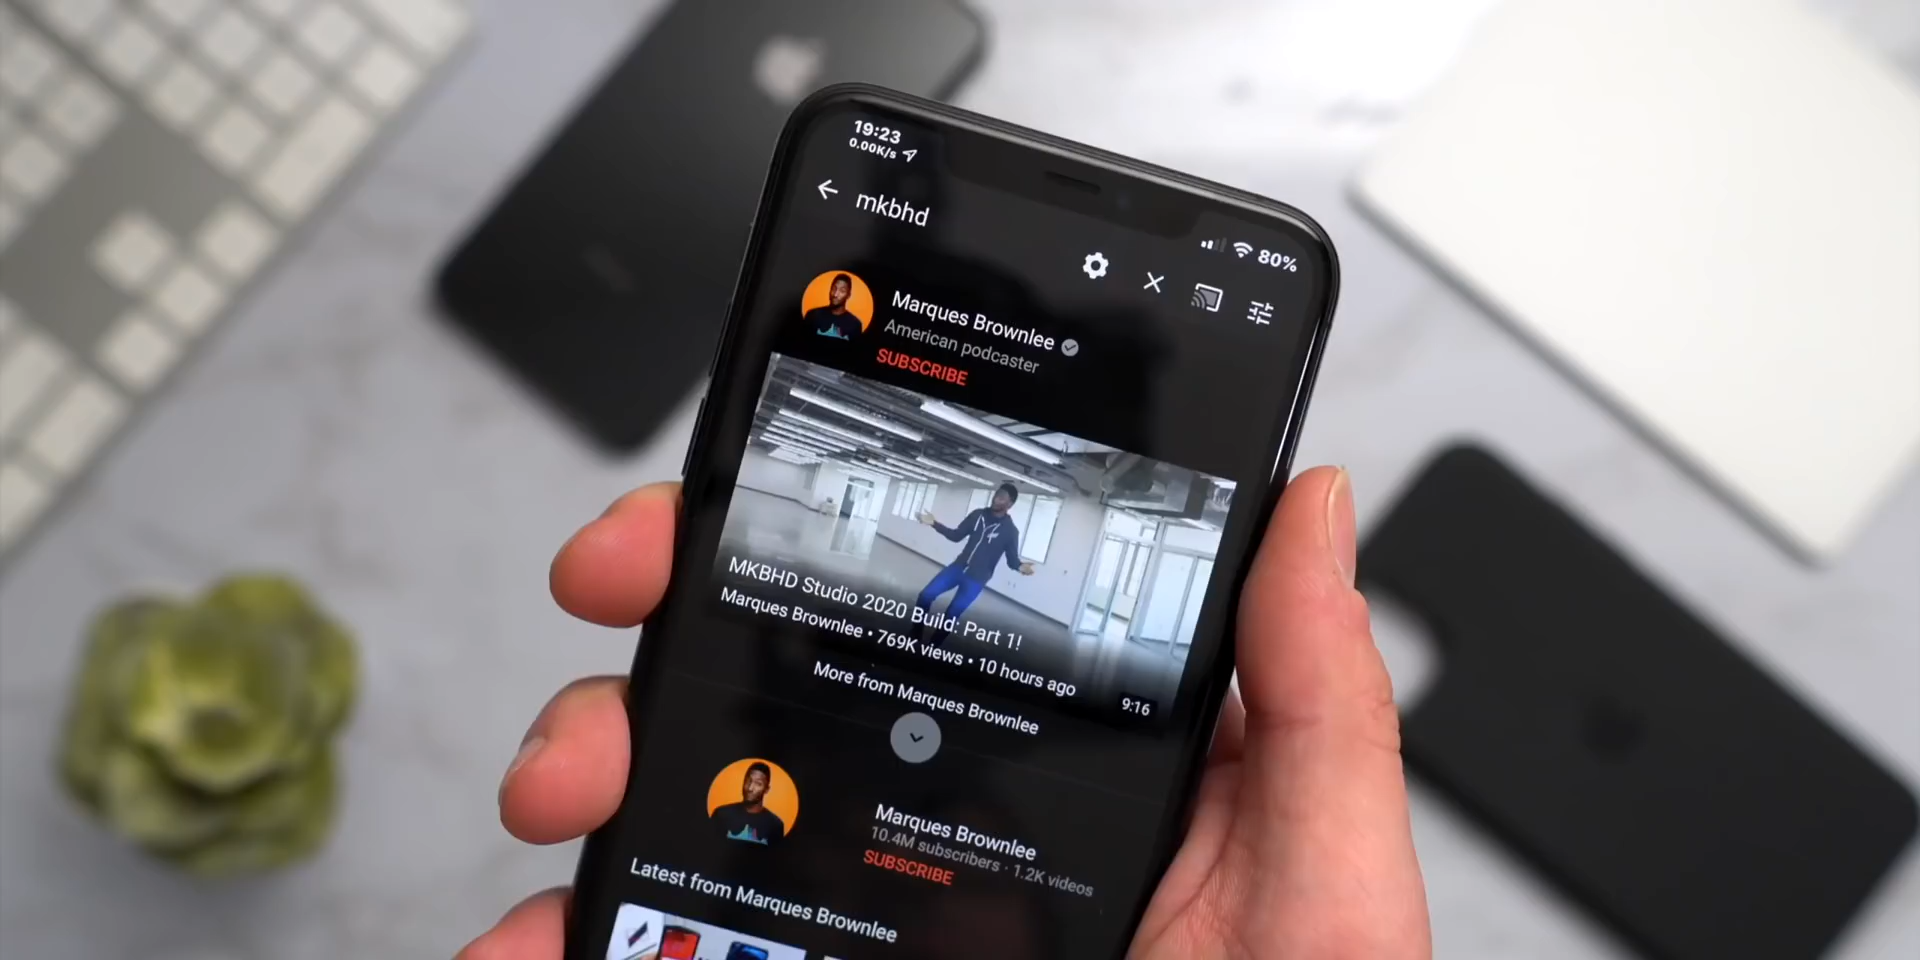 19:23
0.00K/s
80%
mkbhd
Marques Brownlee
American podcaster
SUBSCRIBE
MKBHD Studio 2020 Build: Part 1!
Marques Brownlee • 769K views • 10 hours ago
9:16
More from Marques Brownlee
Marques Brownlee
10.4M subscribers · 1.2K videos
SUBSCRIBE
Latest from Marques Brownlee